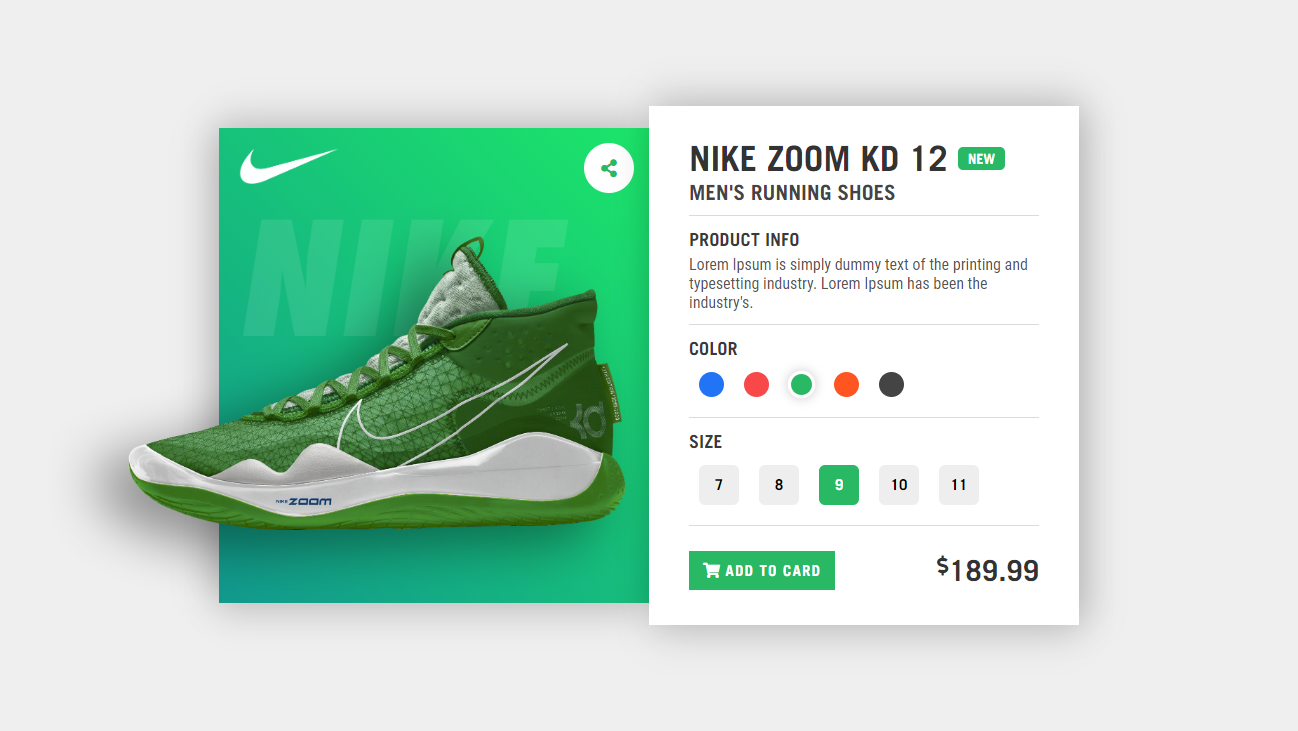 NIKE
NIKE ZOOM
NIKE ZOOM KD 12 NEW
MEN'S RUNNING SHOES
PRODUCT INFO
Lorem Ipsum is simply dummy text of the printing and
typesetting industry. Lorem Ipsum has been the
industry's.
COLOR
SIZE
7 8 9 10 11
ADD TO CARD $189.99